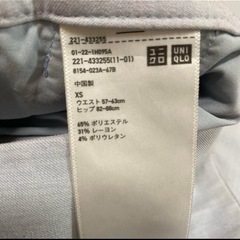 221-433255
01-22-1H095A
221-433255(11-01)
8154-023A-67B
ユニクロ
UNIQLO
中国製
XS
ウエスト 57-63cm
ヒップ 82-88cm
65% ポリエステル
31% レーヨン
4% ポリウレタン